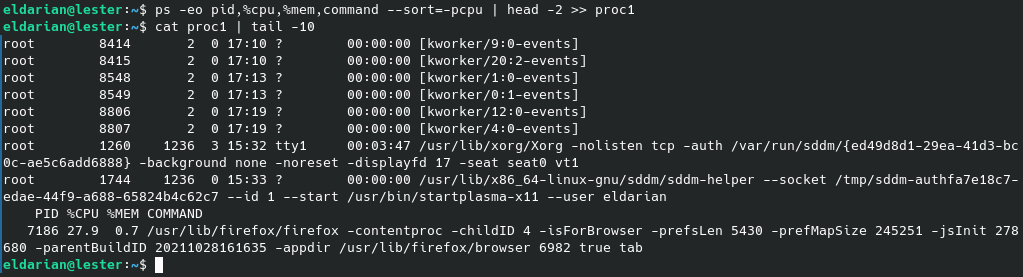 eldarian@lester:~$ ps -eo pid,%cpu,%mem,command --sort=-pcpu | head -2 >> proc1
eldarian@lester:~$ cat proc1 | tail -10
root        8414       2  0 17:10 ?        00:00:00 [kworker/9:0-events]
root        8415       2  0 17:10 ?        00:00:00 [kworker/20:2-events]
root        8548       2  0 17:13 ?        00:00:00 [kworker/1:0-events]
root        8549       2  0 17:13 ?        00:00:00 [kworker/0:1-events]
root        8806       2  0 17:19 ?        00:00:00 [kworker/12:0-events]
root        8807       2  0 17:19 ?        00:00:00 [kworker/4:0-events]
root        1260    1236  3 15:32 tty1     00:03:47 /usr/lib/xorg/Xorg -nolisten tcp -auth /var/run/sddm/{ed49d8d1-29ea-41d3-bc
0c-ae5c6add6888} -background none -noreset -displayfd 17 -seat seat0 vt1
root        1744    1236  0 15:33 ?        00:00:00 /usr/lib/x86_64-linux-gnu/sddm/sddm-helper --socket /tmp/sddm-authfa7e18c7-
edae-44f9-a688-65824b4c62c7 --id 1 --start /usr/bin/startplasma-x11 --user eldarian
    PID %CPU %MEM COMMAND
   7186 27.9  0.7 /usr/lib/firefox/firefox -contentproc -childID 4 -isForBrowser -prefsLen 5430 -prefMapSize 245251 -jsInit 278
680 -parentBuildID 20211028161635 -appdir /usr/lib/firefox/browser 6982 true tab
eldarian@lester:~$